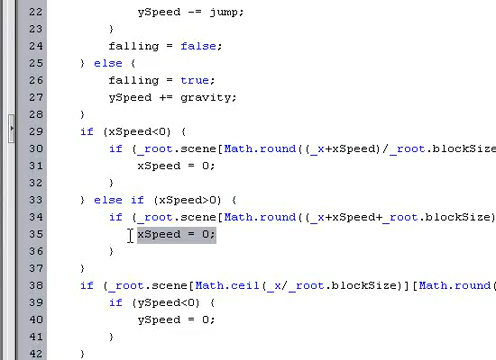 22 ySpeed -= jump;
23 }
24 falling = false;
25 } else {
26 falling = true;
27 ySpeed += gravity;
28 }
29 if (xSpeed<0) {
30 if (_root.scene[Math.round((_x+xSpeed)/_root.blockSize
31 xSpeed = 0;
32 }
33 } else if (xSpeed>0) {
34 if (_root.scene[Math.round((_x+xSpeed+_root.blockSize)
35 xSpeed = 0;
36 }
37 }
38 if (_root.scene[Math.ceil(_x/_root.blockSize)][Math.round(
39 if (ySpeed<0) {
40 ySpeed = 0;
41 }
42 }